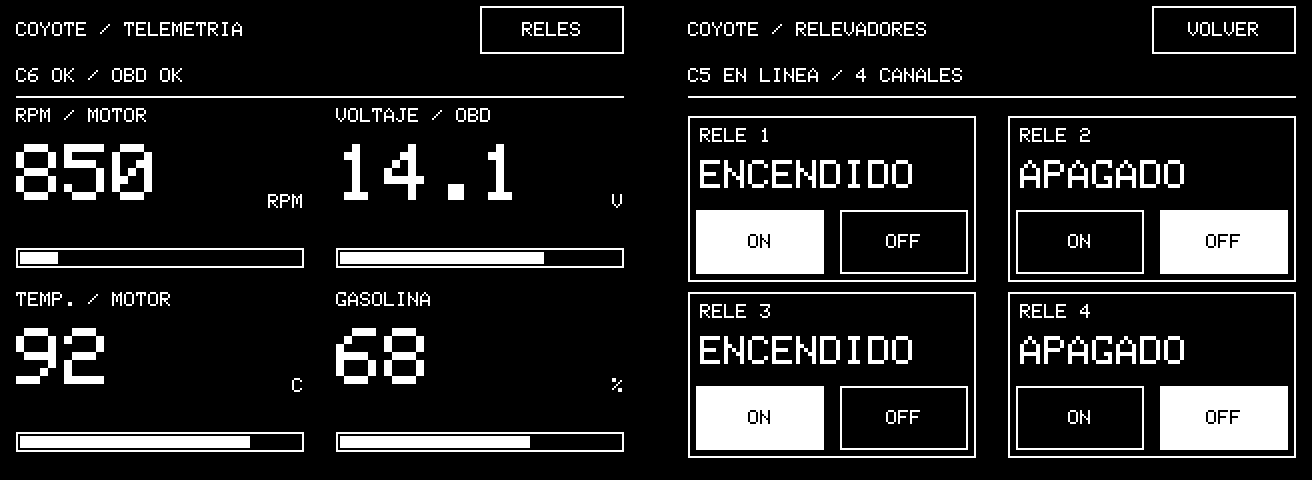 COYOTE / TELEMETRIA
RELES
C6 OK / OBD OK
RPM / MOTOR
850
RPM
VOLTAJE / OBD
14.1
V
TEMP. / MOTOR
92
C
GASOLINA
68
%
COYOTE / RELEVADORES
VOLVER
C5 EN LINEA / 4 CANALES
RELE 1
ENCENDIDO
ON
OFF
RELE 2
APAGADO
ON
OFF
RELE 3
ENCENDIDO
ON
OFF
RELE 4
APAGADO
ON
OFF